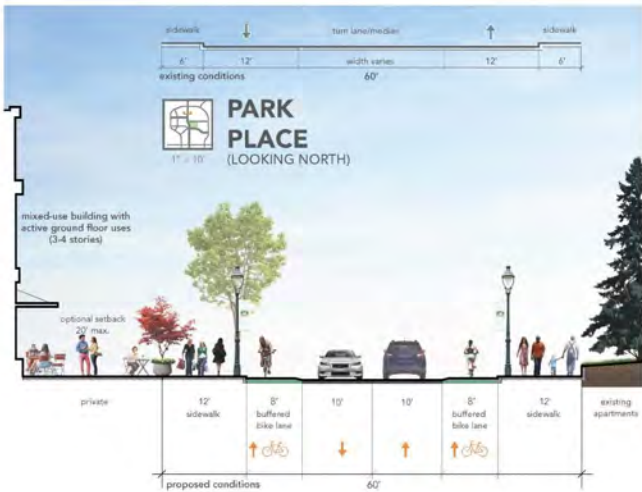 sidewalk turn lane/median sidewalk
6' 12' width varies 12' 6'
existing conditions 60'
PARK
PLACE
(LOOKING NORTH)
1" = 10'
mixed-use building with
active ground floor uses
(3-4 stories)
optional setback
20' max.
private 12' 8' 10' 10' 8' 12' existing
sidewalk buffered buffered sidewalk apartments
bike lane bike lane
proposed conditions 60'